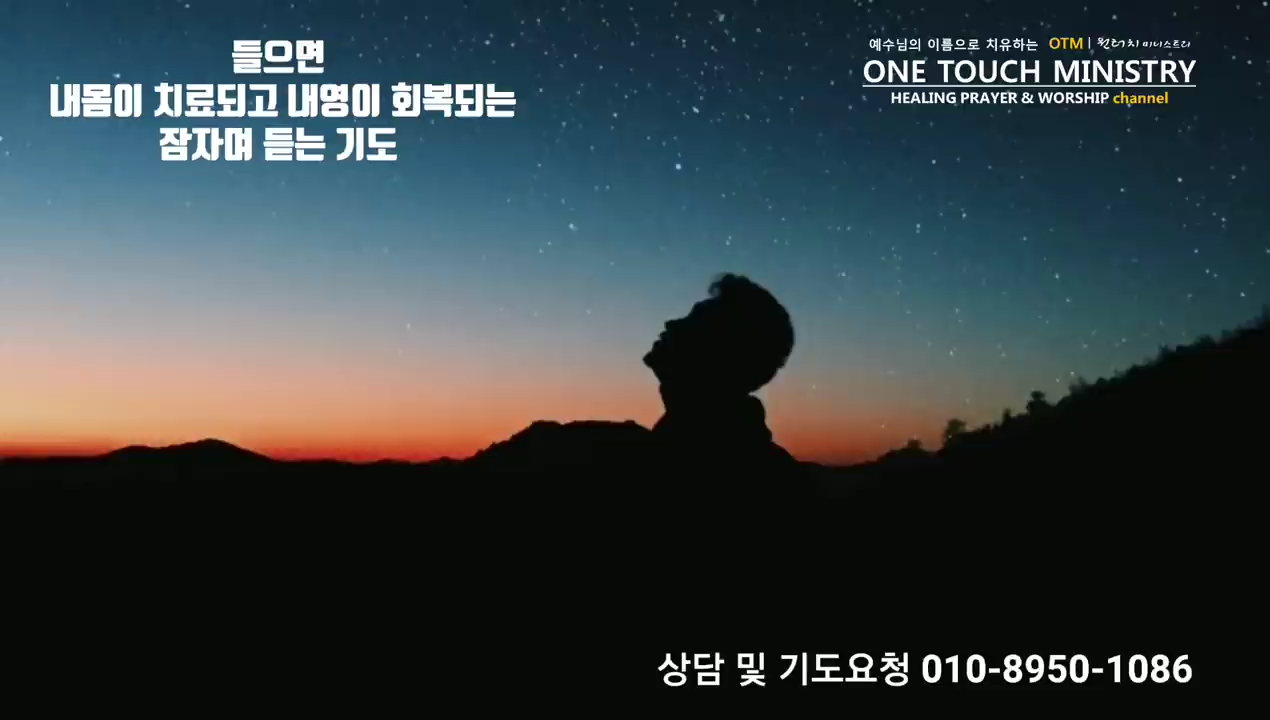 들으면
내몸이 치료되고 내영이 회복되는
잠자며 듣는 기도
예수님의 이름으로 치유하는 OTM | 원터치 미니스트리
ONE TOUCH MINISTRY
HEALING PRAYER & WORSHIP channel
상담 및 기도요청 010-8950-1086